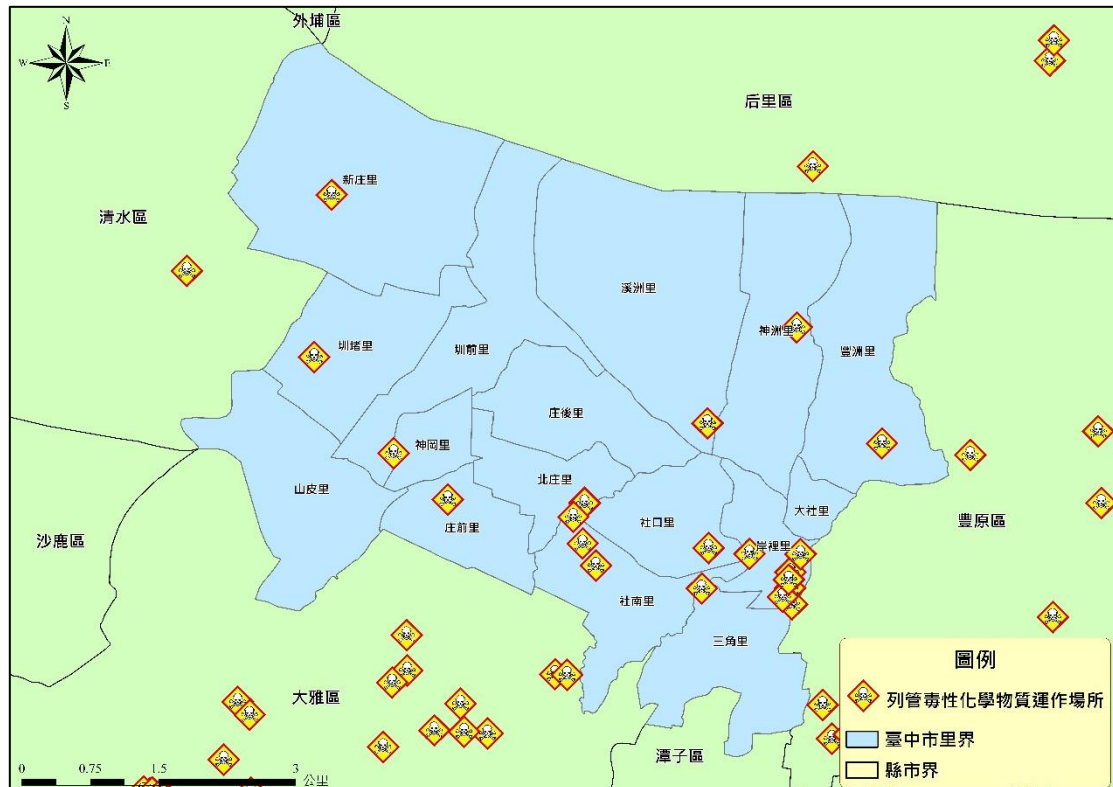 外埔區
N
W
E
S
后里區
新庄里
清水區
溪洲里
神洲里
圳堵里
圳前里
豐洲里
庄後里
神岡里
北庄里
山皮里
大社里
社口里
庄前里
豐原區
沙鹿區
岸裡里
社南里
三角里
大雅區
潭子區
圖例
列管毒性化學物質運作場所
臺中市里界
縣市界
0 0.75 1.5 3
公里